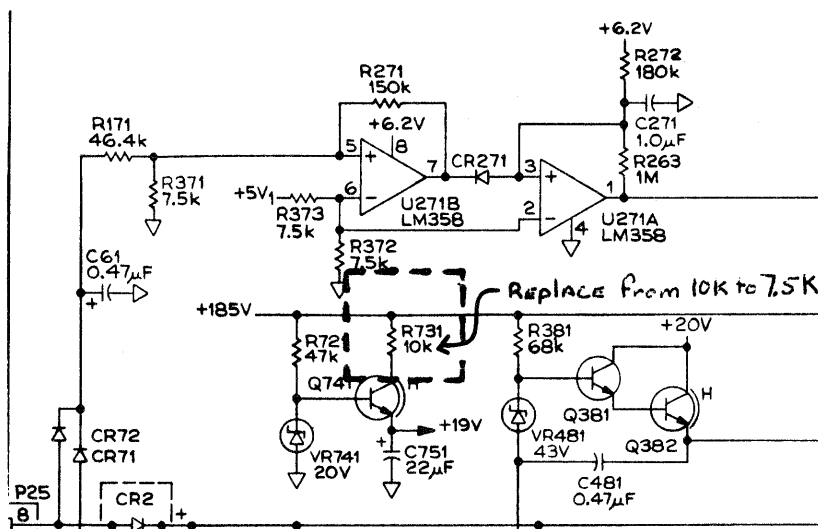 +6.2V
R272
180k
R271
150k
+6.2V
C271
1.0μF
R171
46.4k
5
+
8
7
CR271
3
+
R263
1M
R371
7.5k
+5V1
6
−
1
R373
7.5k
U271B
LM358
2
−
4
U271A
LM358
R372
7.5k
C61
0.47μF
+
REPLACE from 10K to 7.5K
+185V
+20V
R72
47k
R731
10k
R381
68k
Q741
H
H
Q381
+19V
VR741
20V
+
C751
22μF
VR481
43V
Q382
CR72
CR71
C481
0.47μF
P25
8
CR2
+